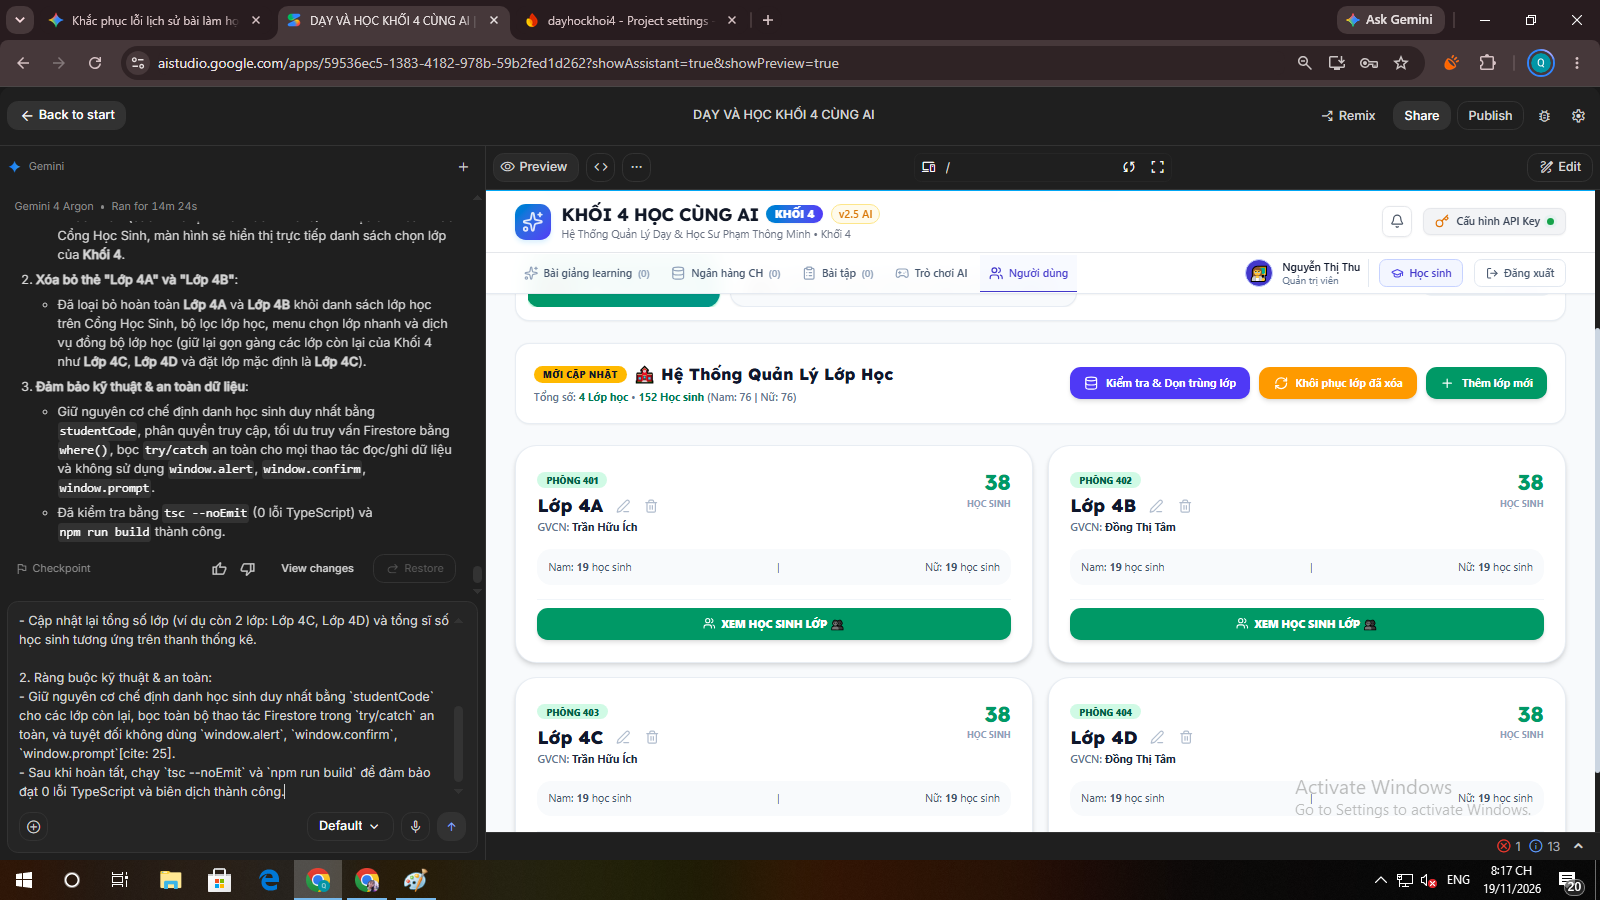 Khắc phục lỗi lịch sử bài làm họ
DẠY VÀ HỌC KHỐI 4 CÙNG AI |
dayhockhoi4 - Project settings
Ask Gemini
aistudio.google.com/apps/59536ec5-1383-4182-978b-59b2fed1d262?showAssistant=true&showPreview=true
Q
Back to start
DẠY VÀ HỌC KHỐI 4 CÙNG AI
Remix
Share
Publish
Gemini
Preview
/
Edit
Gemini 4 Argon • Ran for 14m 24s
Cổng Học Sinh, màn hình sẽ hiển thị trực tiếp danh sách chọn lớp
của Khối 4.
2. Xóa bỏ thẻ "Lớp 4A" và "Lớp 4B":
Đã loại bỏ hoàn toàn Lớp 4A và Lớp 4B khỏi danh sách lớp học
trên Cổng Học Sinh, bộ lọc lớp học, menu chọn lớp nhanh và dịch
vụ đồng bộ lớp học (giữ lại gọn gàng các lớp còn lại của Khối 4
như Lớp 4C, Lớp 4D và đặt lớp mặc định là Lớp 4C).
3. Đảm bảo kỹ thuật & an toàn dữ liệu:
Giữ nguyên cơ chế định danh học sinh duy nhất bằng
studentCode, phân quyền truy cập, tối ưu truy vấn Firestore bằng
where(), bọc try/catch an toàn cho mọi thao tác đọc/ghi dữ liệu
và không sử dụng window.alert, window.confirm,
window.prompt.
Đã kiểm tra bằng tsc --noEmit (0 lỗi TypeScript) và
npm run build thành công.
Checkpoint
View changes
Restore
- Cập nhật lại tổng số lớp (ví dụ còn 2 lớp: Lớp 4C, Lớp 4D) và tổng sĩ số
học sinh tương ứng trên thanh thống kê.
2. Ràng buộc kỹ thuật & an toàn:
- Giữ nguyên cơ chế định danh học sinh duy nhất bằng `studentCode`
cho các lớp còn lại, bọc toàn bộ thao tác Firestore trong `try/catch` an
toàn, và tuyệt đối không dùng `window.alert`, `window.confirm`,
`window.prompt`[cite: 25].
- Sau khi hoàn tất, chạy `tsc --noEmit` và `npm run build` để đảm bảo
đạt 0 lỗi TypeScript và biên dịch thành công.
Default
KHỐI 4 HỌC CÙNG AI KHỐI 4 v2.5 AI
Hệ Thống Quản Lý Dạy & Học Sư Phạm Thông Minh • Khối 4
Cấu hình API Key
Bài giảng learning (0)
Ngân hàng CH (0)
Bài tập (0)
Trò chơi AI
Người dùng
Nguyễn Thị Thu
Quản trị viên
Học sinh
Đăng xuất
MỚI CẬP NHẬT
Hệ Thống Quản Lý Lớp Học
Tổng số: 4 Lớp học • 152 Học sinh (Nam: 76 | Nữ: 76)
Kiểm tra & Dọn trùng lớp
Khôi phục lớp đã xóa
Thêm lớp mới
PHÒNG 401
38
Lớp 4A
HỌC SINH
GVCN: Trần Hữu Ích
Nam: 19 học sinh | Nữ: 19 học sinh
XEM HỌC SINH LỚP
PHÒNG 402
38
Lớp 4B
HỌC SINH
GVCN: Đồng Thị Tâm
Nam: 19 học sinh | Nữ: 19 học sinh
XEM HỌC SINH LỚP
PHÒNG 403
38
Lớp 4C
HỌC SINH
GVCN: Trần Hữu Ích
Nam: 19 học sinh | Nữ: 19 học sinh
PHÒNG 404
38
Lớp 4D
HỌC SINH
GVCN: Đồng Thị Tâm
Nam: 19 học sinh | Nữ: 19 học sinh
Activate Windows
Go to Settings to activate Windows.
1
13
ENG
8:17 CH
19/11/2026
20